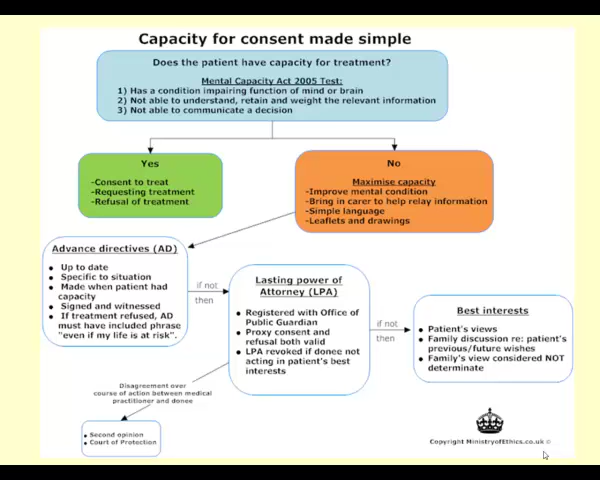 Capacity for consent made simple
Does the patient have capacity for treatment?
Mental Capacity Act 2005 Test:
1) Has a condition impairing function of mind or brain
2) Not able to understand, retain and weight the relevant information
3) Not able to communicate a decision
Yes
-Consent to treat
-Requesting treatment
-Refusal of treatment
No
Maximise capacity
-Improve mental condition
-Bring in carer to help relay information
-Simple language
-Leaflets and drawings
Advance directives (AD)
• Up to date
• Specific to situation
• Made when patient had
capacity
• Signed and witnessed
• If treatment refused, AD
must have included phrase
"even if my life is at risk".
if not
then
Lasting power of
Attorney (LPA)
• Registered with Office of
Public Guardian
• Proxy consent and
refusal both valid
• LPA revoked if donee not
acting in patient's best
interests
if not
then
Best interests
• Patient's views
• Family discussion re: patient's
previous/future wishes
• Family's view considered NOT
determinate
Disagreement over
course of action between medical
practitioner and donee
• Second opinion
• Court of Protection
Copyright MinistryofEthics.co.uk ©